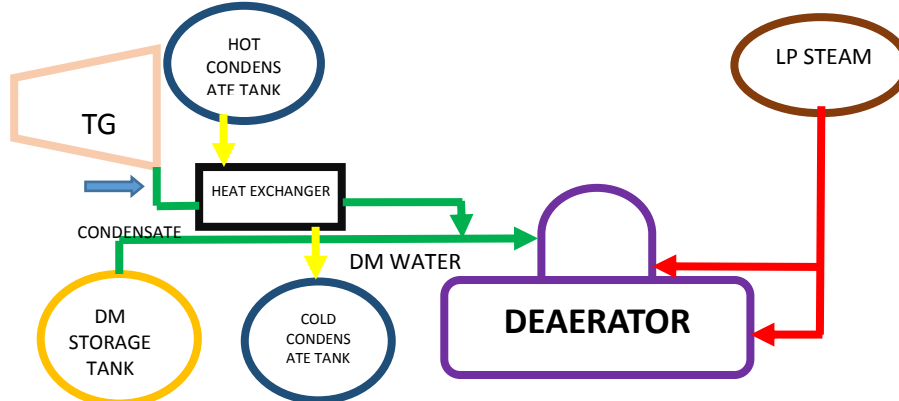 HOT
CONDENS
ATE TANK
LP STEAM
TG
HEAT EXCHANGER
CONDENSATE
DM WATER
DM
STORAGE
TANK
COLD
CONDENS
ATE TANK
DEAERATOR